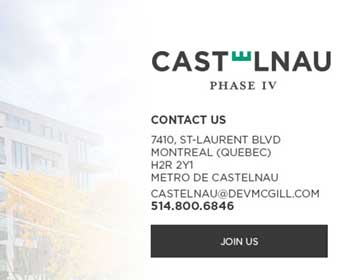 CASTELNAU
PHASE IV
CONTACT US
7410, ST-LAURENT BLVD
MONTREAL (QUEBEC)
H2R 2Y1
METRO DE CASTELNAU
CASTELNAU@DEVMCGILL.COM
514.800.6846
JOIN US